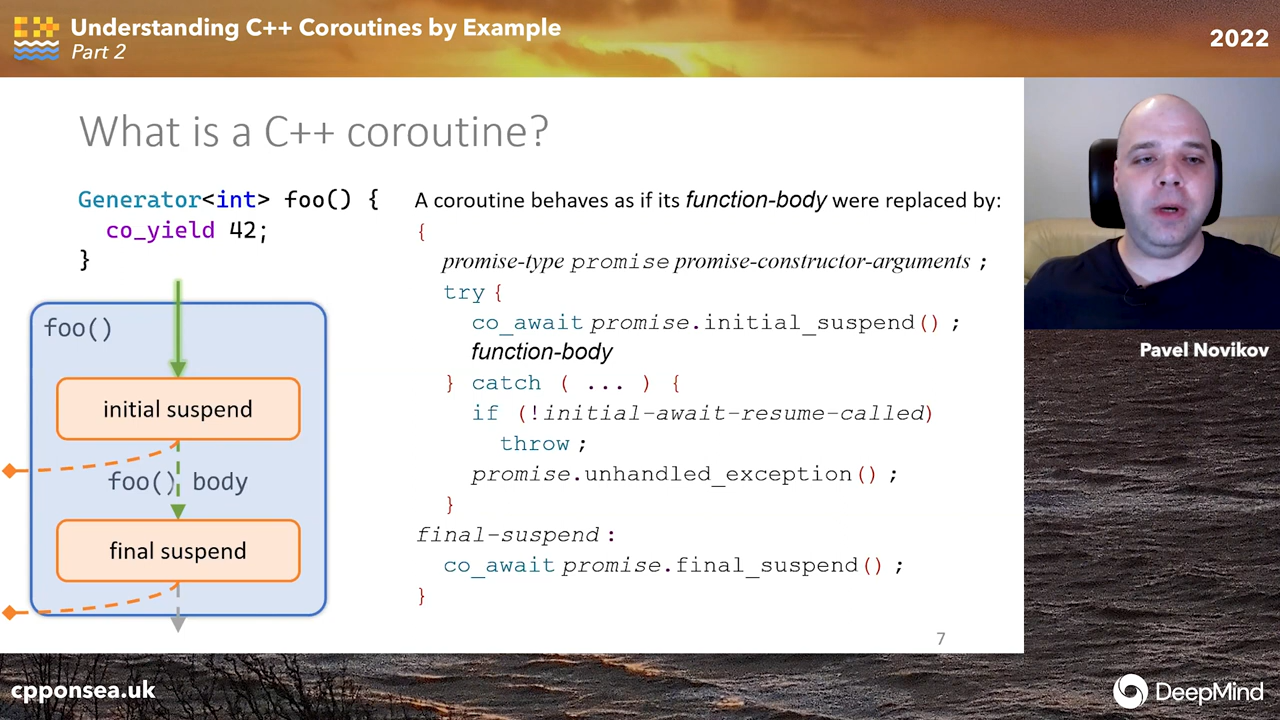 Understanding C++ Coroutines by Example
Part 2
2022
What is a C++ coroutine?
Generator<int> foo() {
co_yield 42;
}
foo()
initial suspend
foo() body
final suspend
A coroutine behaves as if its function-body were replaced by:
{
promise-type promise promise-constructor-arguments ;
try {
co_await promise.initial_suspend() ;
function-body
} catch ( ... ) {
if (!initial-await-resume-called)
throw ;
promise.unhandled_exception() ;
}
final-suspend :
co_await promise.final_suspend() ;
}
7
Pavel Novikov
cpponsea.uk
DeepMind